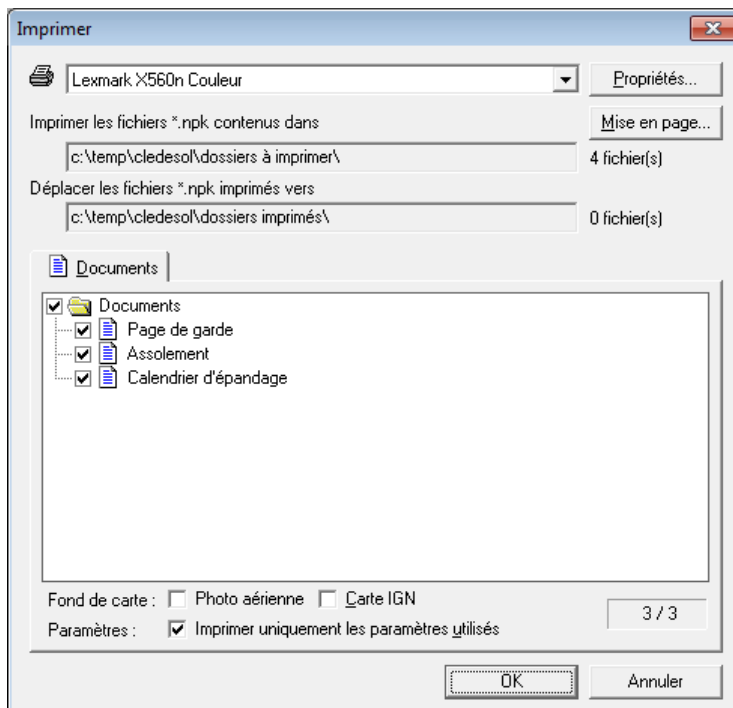 Imprimer
Lexmark X560n Couleur
Propriétés...
Imprimer les fichiers *.npk contenus dans
Mise en page...
c:\temp\cledesol\dossiers à imprimer\
4 fichier(s)
Déplacer les fichiers *.npk imprimés vers
c:\temp\cledesol\dossiers imprimés\
0 fichier(s)
Documents
Documents
Page de garde
Assolement
Calendrier d'épandage
Fond de carte : Photo aérienne Carte IGN
3 / 3
Paramètres : Imprimer uniquement les paramètres utilisés
OK Annuler